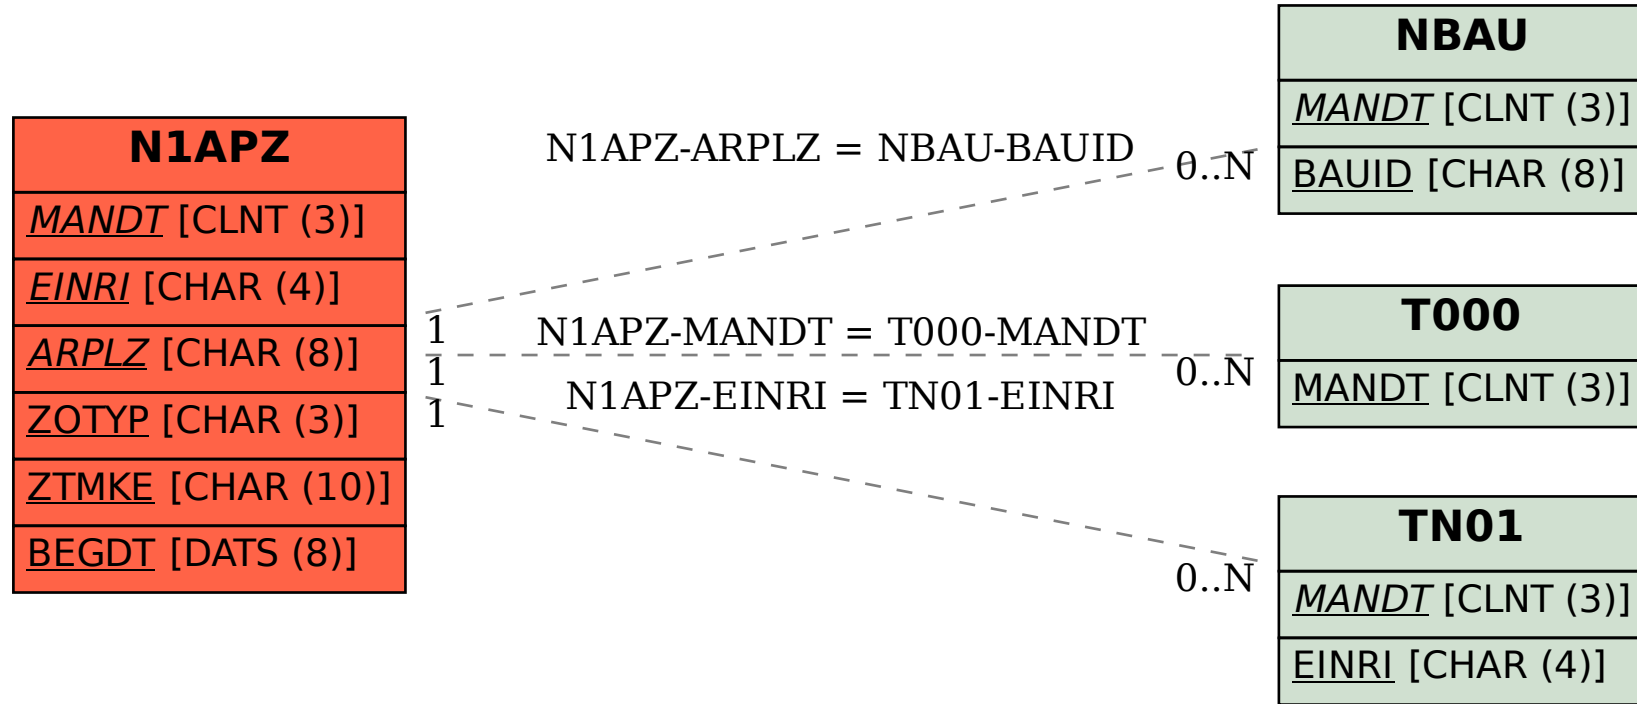 N1APZ
MANDT [CLNT (3)]
EINRI [CHAR (4)]
ARPLZ [CHAR (8)]
ZOTYP [CHAR (3)]
ZTMKE [CHAR (10)]
BEGDT [DATS (8)]
N1APZ-ARPLZ = NBAU-BAUID
0..N
1
N1APZ-MANDT = T000-MANDT
1
0..N
N1APZ-EINRI = TN01-EINRI
1
0..N
NBAU
MANDT [CLNT (3)]
BAUID [CHAR (8)]
T000
MANDT [CLNT (3)]
TN01
MANDT [CLNT (3)]
EINRI [CHAR (4)]